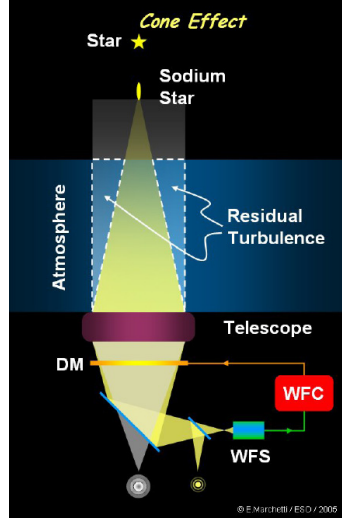 Cone Effect
Star
Sodium
Star
Atmosphere
Residual
Turbulence
Telescope
DM
WFC
WFS
© E.Marchetti / ESO / 2005